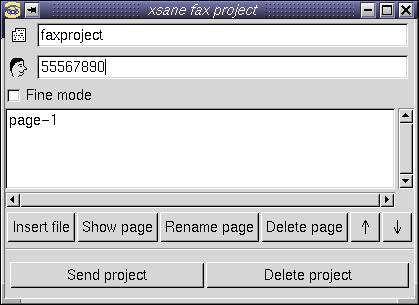 xsane fax project
faxproject
55567890
Fine mode
page-1
Insert file Show page Rename page Delete page ↑ ↓
Send project Delete project